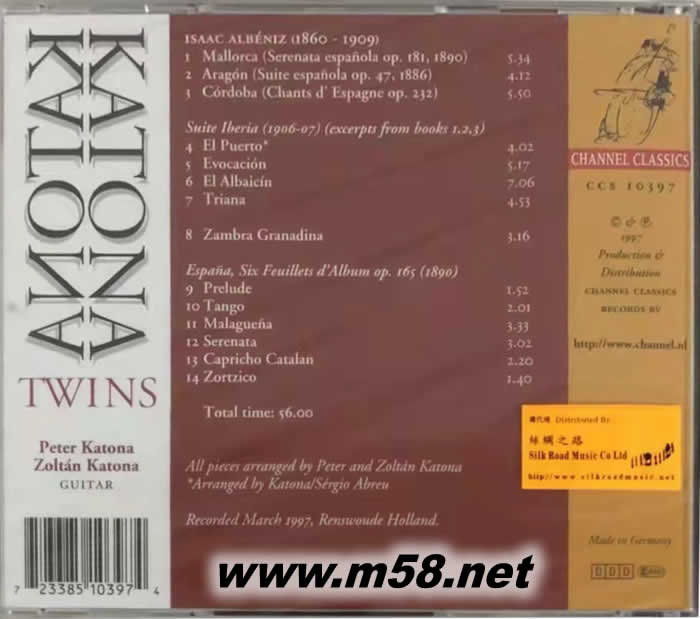 KATONA
KATONA
TWINS
Peter Katona
Zoltán Katona
GUITAR
7 23385 10397 4
ISAAC ALBÉNIZ (1860 - 1909)
1 Mallorca (Serenata española op. 181, 1890) 5.34
2 Aragón (Suite española op. 47, 1886) 4.12
3 Córdoba (Chants d' Espagne op. 232) 5.50
Suite Iberia (1906-07) (excerpts from books 1,2,3)
4 El Puerto* 4.02
5 Evocación 5.17
6 El Albaicín 7.06
7 Triana 4.53
8 Zambra Granadina 3.16
España, Six Feuillets d'Album op. 165 (1890)
9 Prelude 1.52
10 Tango 2.01
11 Malagueña 3.33
12 Serenata 3.02
13 Capricho Catalan 2.20
14 Zortzico 1.40
Total time: 56.00
All pieces arranged by Peter and Zoltán Katona
*Arranged by Katona/Sérgio Abreu
Recorded March 1997, Renswoude Holland.
CHANNEL CLASSICS
CCS 10397
© ℗
1997
Production &
Distribution
CHANNEL CLASSICS
RECORDS BV
http://www.channel.nl
Distributed By:
絲綢之路
Silk Road Music Co Ltd
http://www.silkroadmusic.net
Made in Germany
DDD
www.m58.net